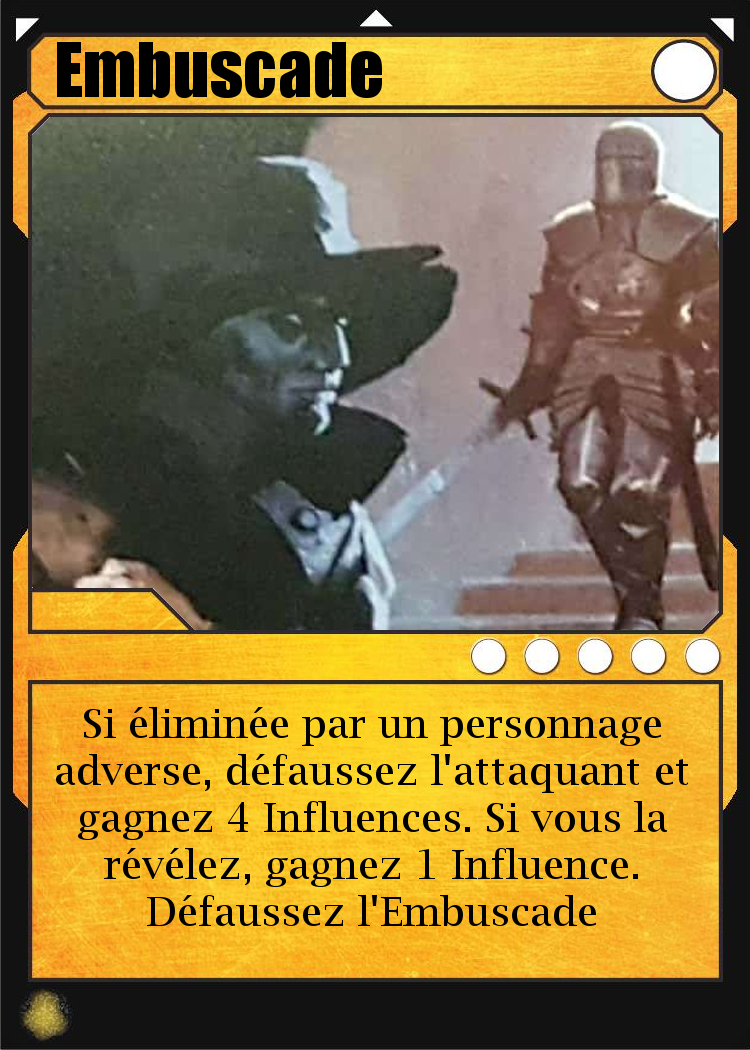 Embuscade
Si éliminée par un personnage
adverse, défaussez l'attaquant et
gagnez 4 Influences. Si vous la
révélez, gagnez 1 Influence.
Défaussez l'Embuscade